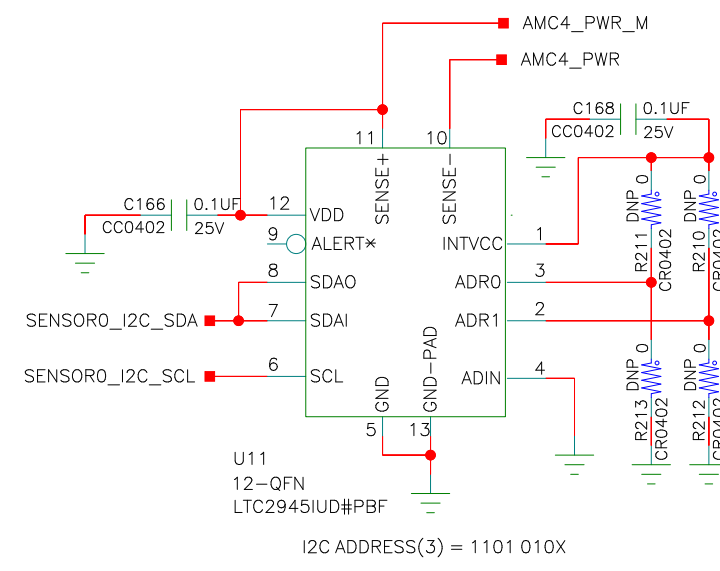 AMC4_PWR_M
AMC4_PWR
C168 0.1UF
CC0402 25V
11 10
SENSE+ SENSE-
C166 0.1UF
CC0402 25V
12 VDD
9 ALERT*
8 SDAO
7 SDAI
6 SCL
INTVCC 1
ADR0 3
ADR1 2
ADIN 4
GND 5
GND-PAD 13
SENSOR0_I2C_SDA
SENSOR0_I2C_SCL
R211 DNP 0
CR0402
R210 DNP 0
CR0402
R213 DNP 0
CR0402
R212 DNP 0
CR0402
U11
12-QFN
LTC2945IUD#PBF
I2C ADDRESS(3) = 1101 010X